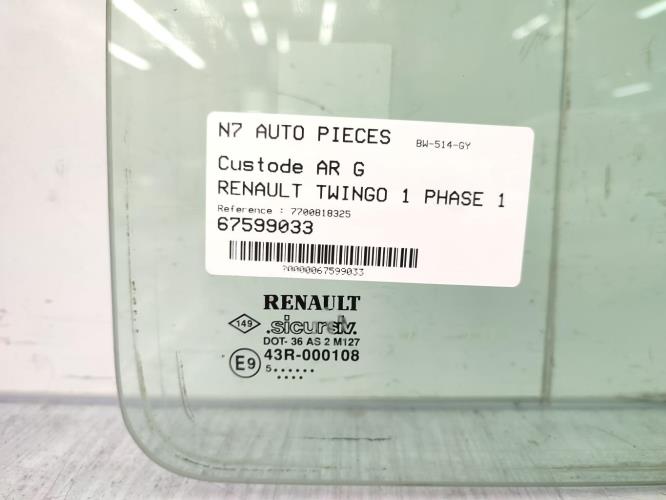 N7 AUTO PIECES BW-514-GY
Custode AR G
RENAULT TWINGO 1 PHASE 1
Reference : 7700818325
67599033
RENAULT
149 .sicursiv.
DOT- 36 AS 2 M127
E9 43R-000108
5......
....